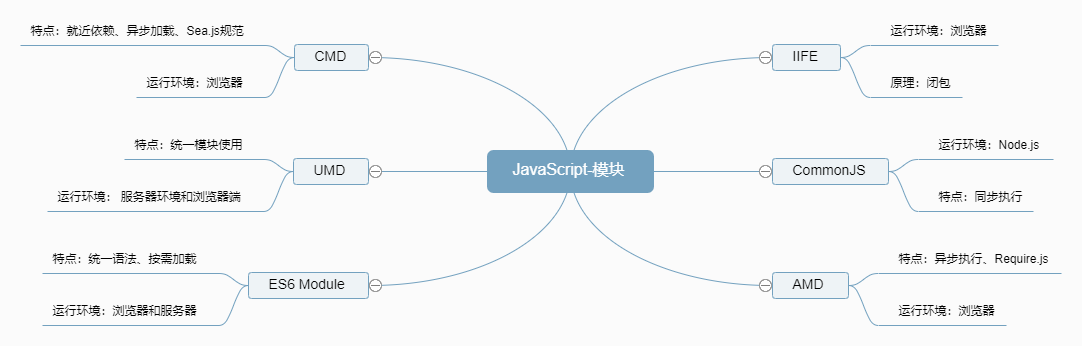 JavaScript-模块
IIFE
运行环境：浏览器
原理：闭包
CommonJS
运行环境：Node.js
特点：同步执行
AMD
特点：异步执行、Require.js
运行环境：浏览器
CMD
特点：就近依赖、异步加载、Sea.js规范
运行环境：浏览器
UMD
特点：统一模块使用
运行环境： 服务器环境和浏览器端
ES6 Module
特点：统一语法、按需加载
运行环境：浏览器和服务器